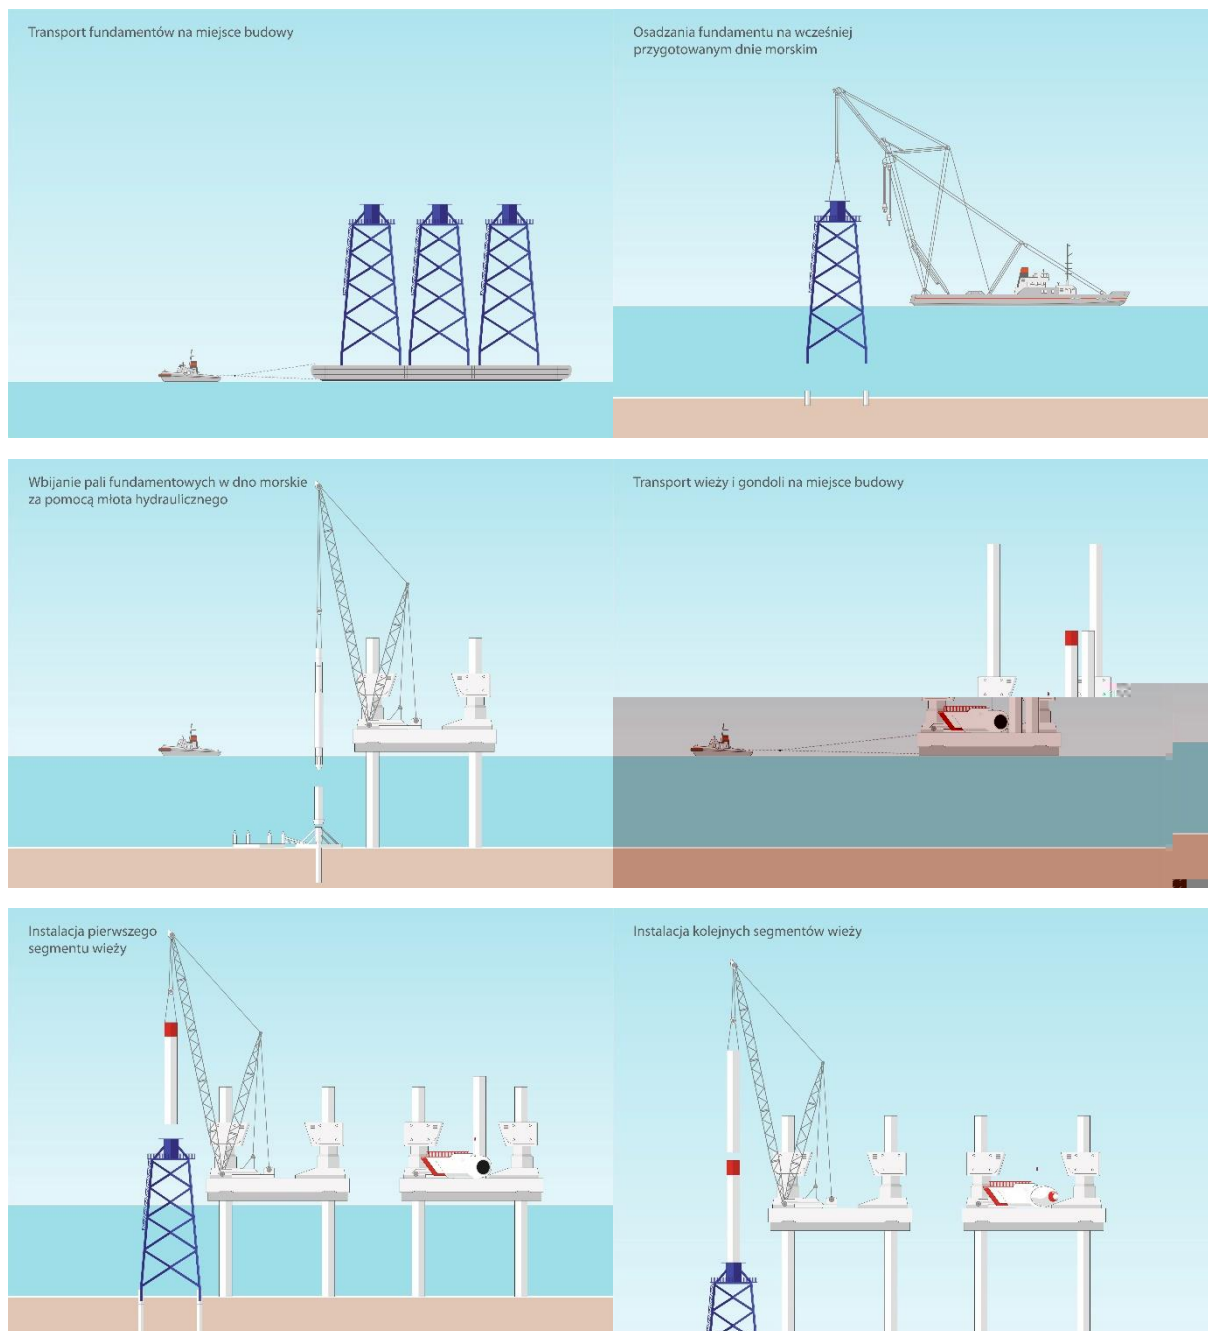 Transport fundamentów na miejsce budowy
Osadzania fundamentu na wcześniej
przygotowanym dnie morskim
Wbijanie pali fundamentowych w dno morskie
za pomocą młota hydraulicznego
Transport wieży i gondoli na miejsce budowy
Instalacja pierwszego
segmentu wieży
Instalacja kolejnych segmentów wieży